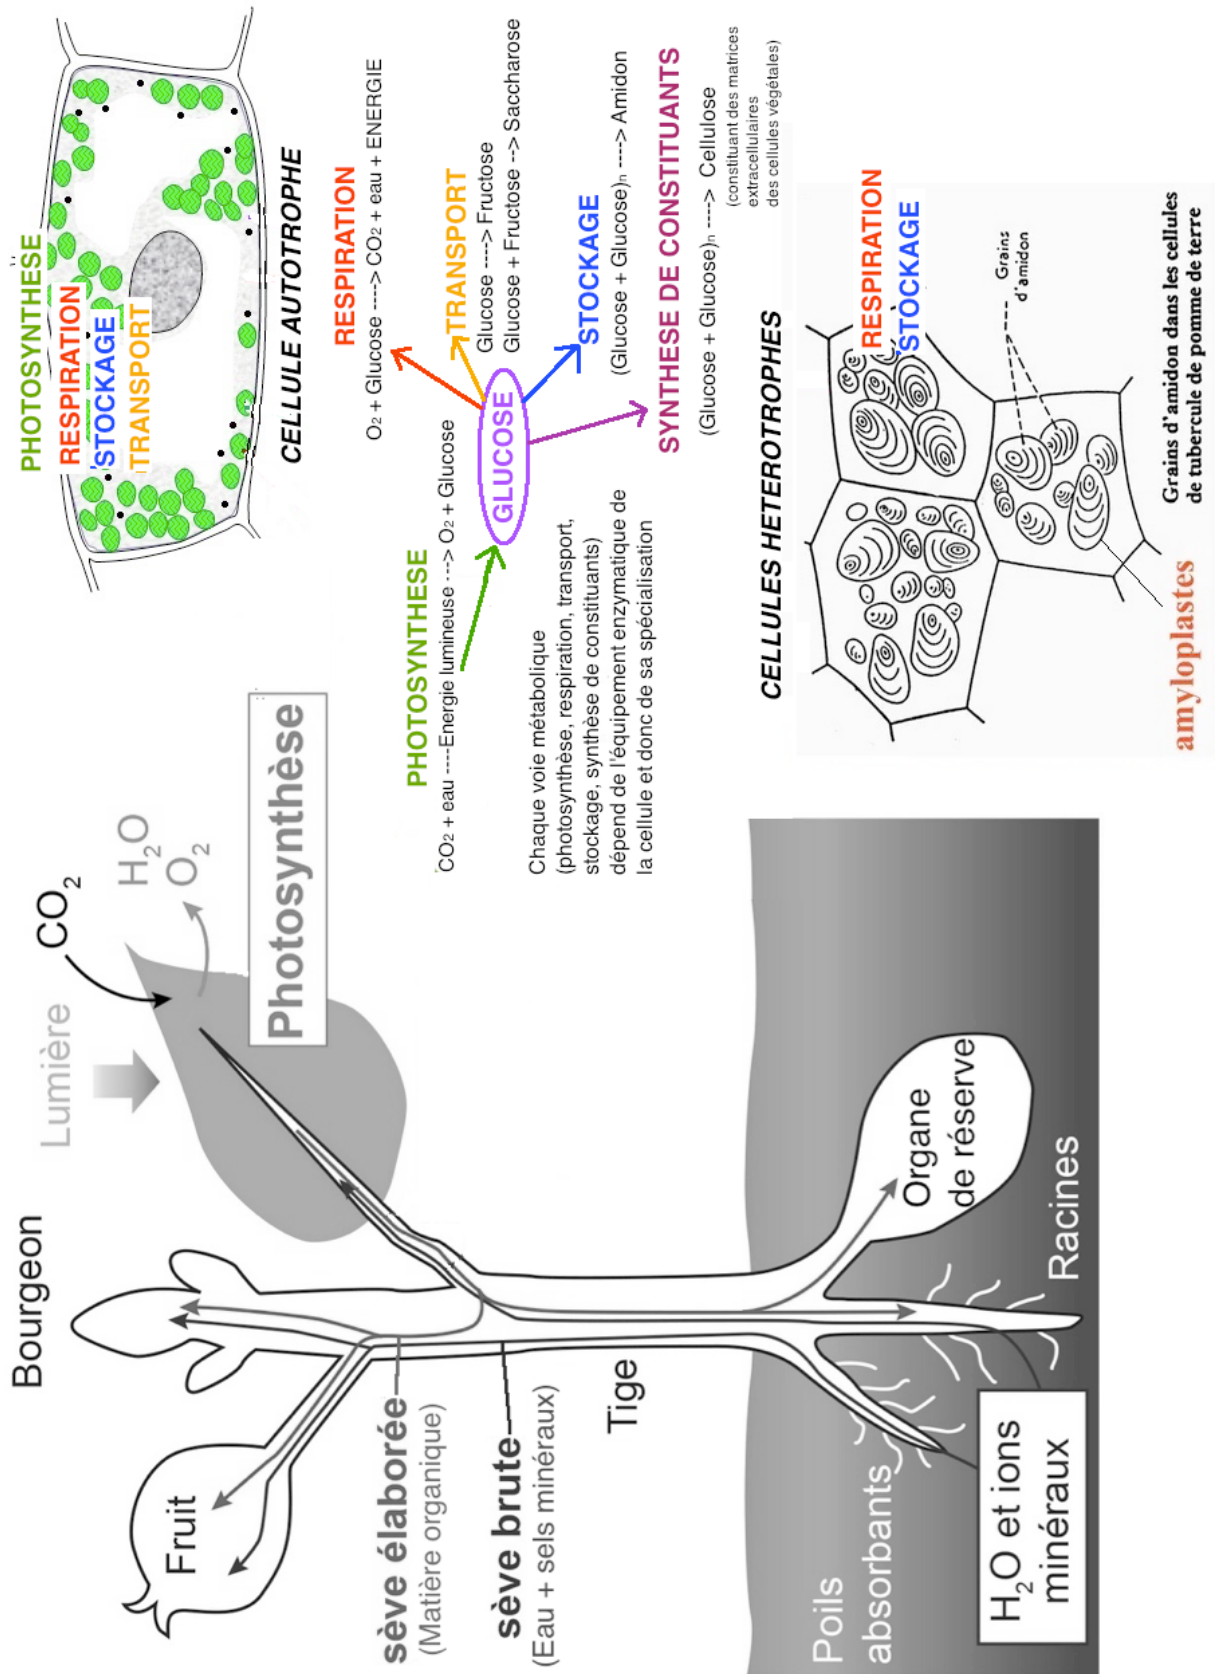 Bourgeon
Lumière
CO2
H2O
O2
Photosynthèse
Fruit
sève élaborée
(Matière organique)
sève brute
(Eau + sels minéraux)
Tige
Organe
de réserve
Racines
Poils
absorbants
H2O et ions
minéraux
PHOTOSYNTHESE
RESPIRATION
STOCKAGE
TRANSPORT
CELLULE AUTOTROPHE
RESPIRATION
O2 + Glucose ----> CO2 + eau + ENERGIE
PHOTOSYNTHESE
CO2 + eau ----Energie lumineuse ---> O2 + Glucose
TRANSPORT
Glucose ----> Fructose
Glucose + Fructose --> Saccharose
GLUCOSE
STOCKAGE
(Glucose + Glucose)n ----> Amidon
Chaque voie métabolique
(photosynthèse, respiration, transport,
stockage, synthèse de constituants)
dépend de l'équipement enzymatique de
la cellule et donc de sa spécialisation
SYNTHESE DE CONSTITUANTS
(Glucose + Glucose)n ----> Cellulose
(constituant des matrices
extracellulaires
des cellules végétales)
CELLULES HETEROTROPHES
RESPIRATION
STOCKAGE
Grains
d'amidon
amyloplastes
Grains d'amidon dans les cellules
de tubercule de pomme de terre